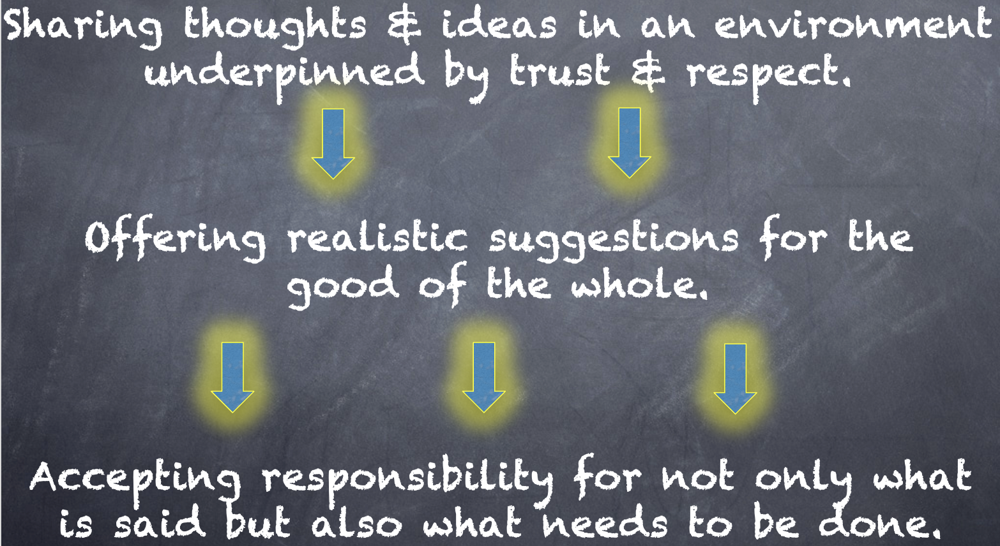 Sharing thoughts & ideas in an environment
underpinned by trust & respect.
Offering realistic suggestions for the
good of the whole.
Accepting responsibility for not only what
is said but also what needs to be done.